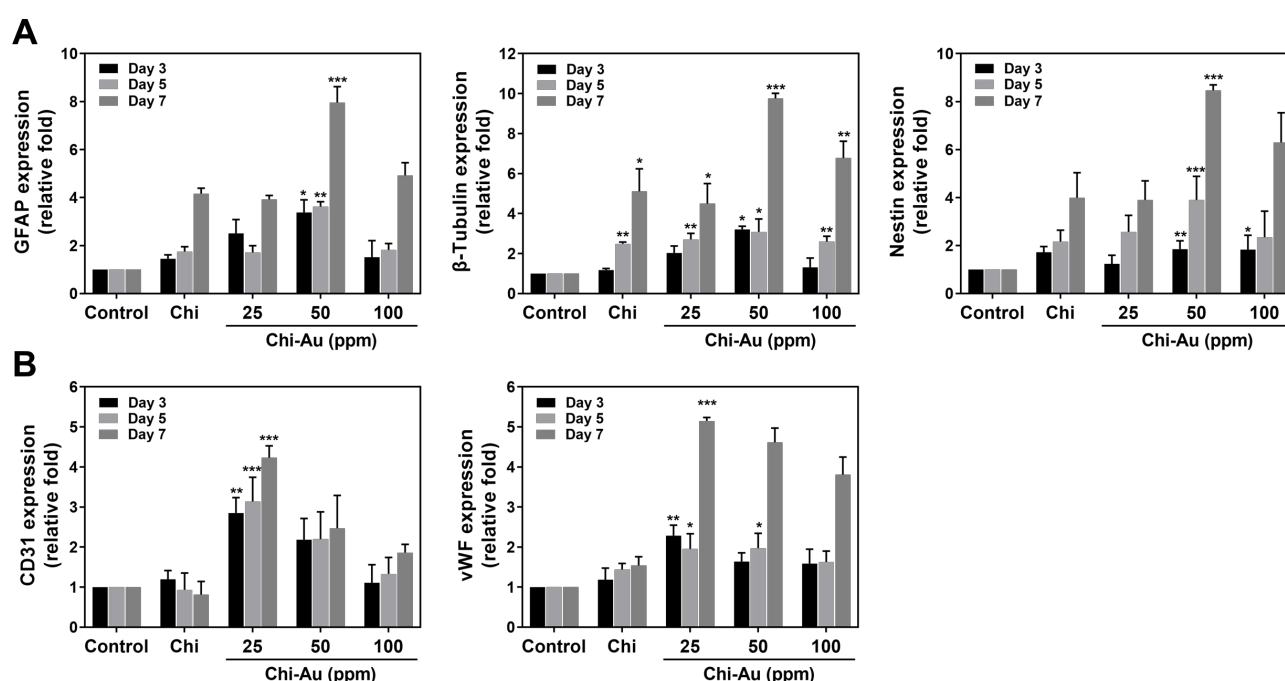 A
GFAP expression
(relative fold)
10
8
6
4
2
0
Day 3
Day 5
Day 7
*
**
***
Control
Chi
25
50
100
Chi-Au (ppm)
β-Tubulin expression
(relative fold)
12
10
8
6
4
2
0
Day 3
Day 5
Day 7
**
*
**
*
*
*
***
**
**
Control
Chi
25
50
100
Chi-Au (ppm)
Nestin expression
(relative fold)
10
8
6
4
2
0
Day 3
Day 5
Day 7
**
***
***
*
Control
Chi
25
50
100
Chi-Au (ppm)
B
CD31 expression
(relative fold)
6
5
4
3
2
1
0
Day 3
Day 5
Day 7
**
***
***
Control
Chi
25
50
100
Chi-Au (ppm)
vWF expression
(relative fold)
6
5
4
3
2
1
0
Day 3
Day 5
Day 7
**
*
***
*
Control
Chi
25
50
100
Chi-Au (ppm)